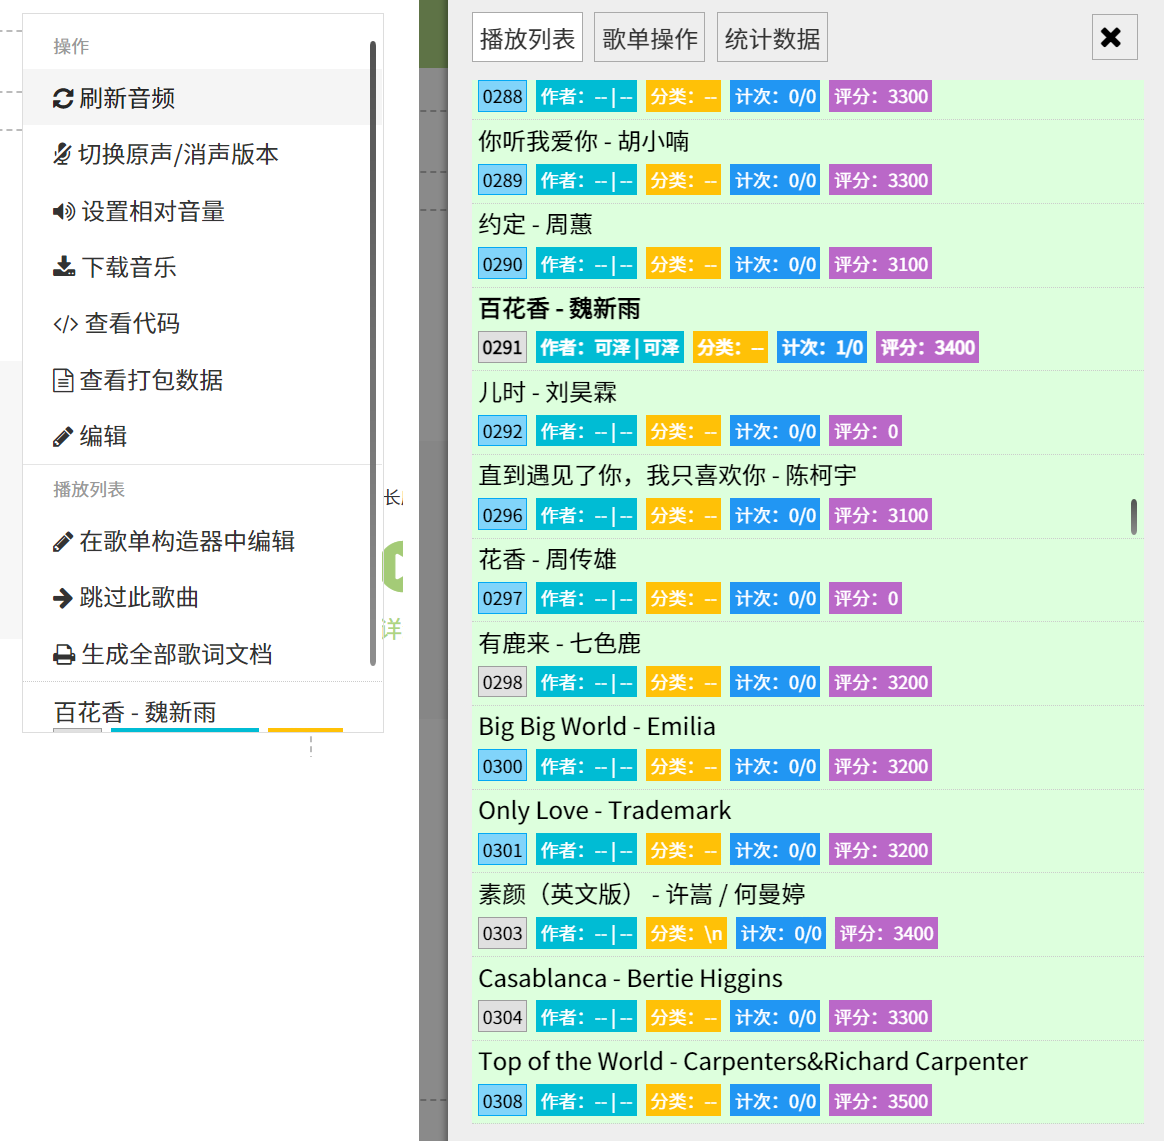 操作
刷新音频
切换原声/消声版本
设置相对音量
下载音乐
查看代码
查看打包数据
编辑
播放列表
在歌单构造器中编辑
跳过此歌曲
生成全部歌词文档
百花香 - 魏新雨
长
详
播放列表 歌单操作 统计数据
0288 作者：-- | -- 分类：-- 计次：0/0 评分：3300
你听我爱你 - 胡小喃
0289 作者：-- | -- 分类：-- 计次：0/0 评分：3300
约定 - 周蕙
0290 作者：-- | -- 分类：-- 计次：0/0 评分：3100
百花香 - 魏新雨
0291 作者：可泽 | 可泽 分类：-- 计次：1/0 评分：3400
儿时 - 刘昊霖
0292 作者：-- | -- 分类：-- 计次：0/0 评分：0
直到遇见了你，我只喜欢你 - 陈柯宇
0296 作者：-- | -- 分类：-- 计次：0/0 评分：3100
花香 - 周传雄
0297 作者：-- | -- 分类：-- 计次：0/0 评分：0
有鹿来 - 七色鹿
0298 作者：-- | -- 分类：-- 计次：0/0 评分：3200
Big Big World - Emilia
0300 作者：-- | -- 分类：-- 计次：0/0 评分：3200
Only Love - Trademark
0301 作者：-- | -- 分类：-- 计次：0/0 评分：3200
素颜（英文版） - 许嵩 / 何曼婷
0303 作者：-- | -- 分类：\n 计次：0/0 评分：3400
Casablanca - Bertie Higgins
0304 作者：-- | -- 分类：-- 计次：0/0 评分：3300
Top of the World - Carpenters&Richard Carpenter
0308 作者：-- | -- 分类：-- 计次：0/0 评分：3500